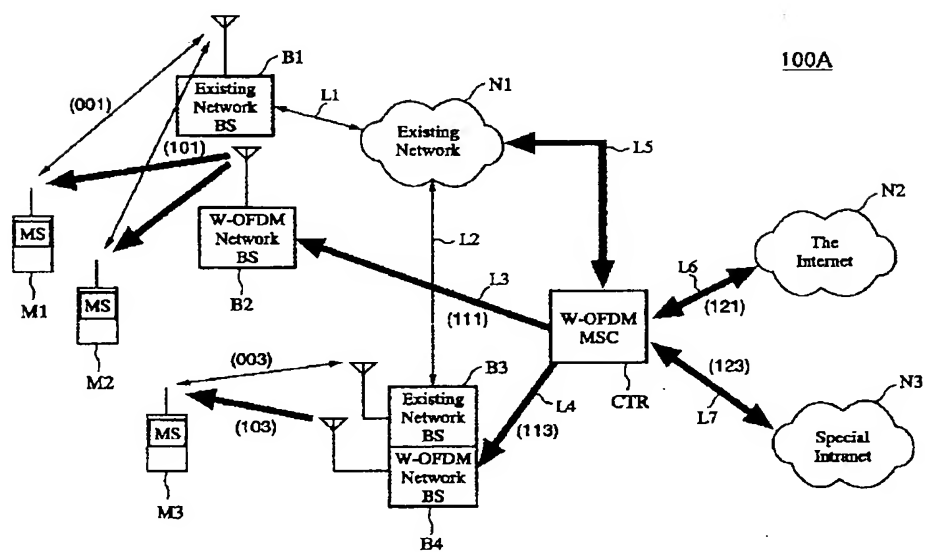 100A
B1
Existing
Network
BS
(001)
L1
N1
Existing
Network
L5
(101)
MS
M1
MS
M2
W-OFDM
Network
BS
B2
L2
L3
(111)
N2
The
Internet
L6
(121)
W-OFDM
MSC
CTR
(123)
L7
N3
Special
Intranet
(003)
(103)
MS
M3
B3
Existing
Network
BS
L4
(113)
W-OFDM
Network
BS
B4